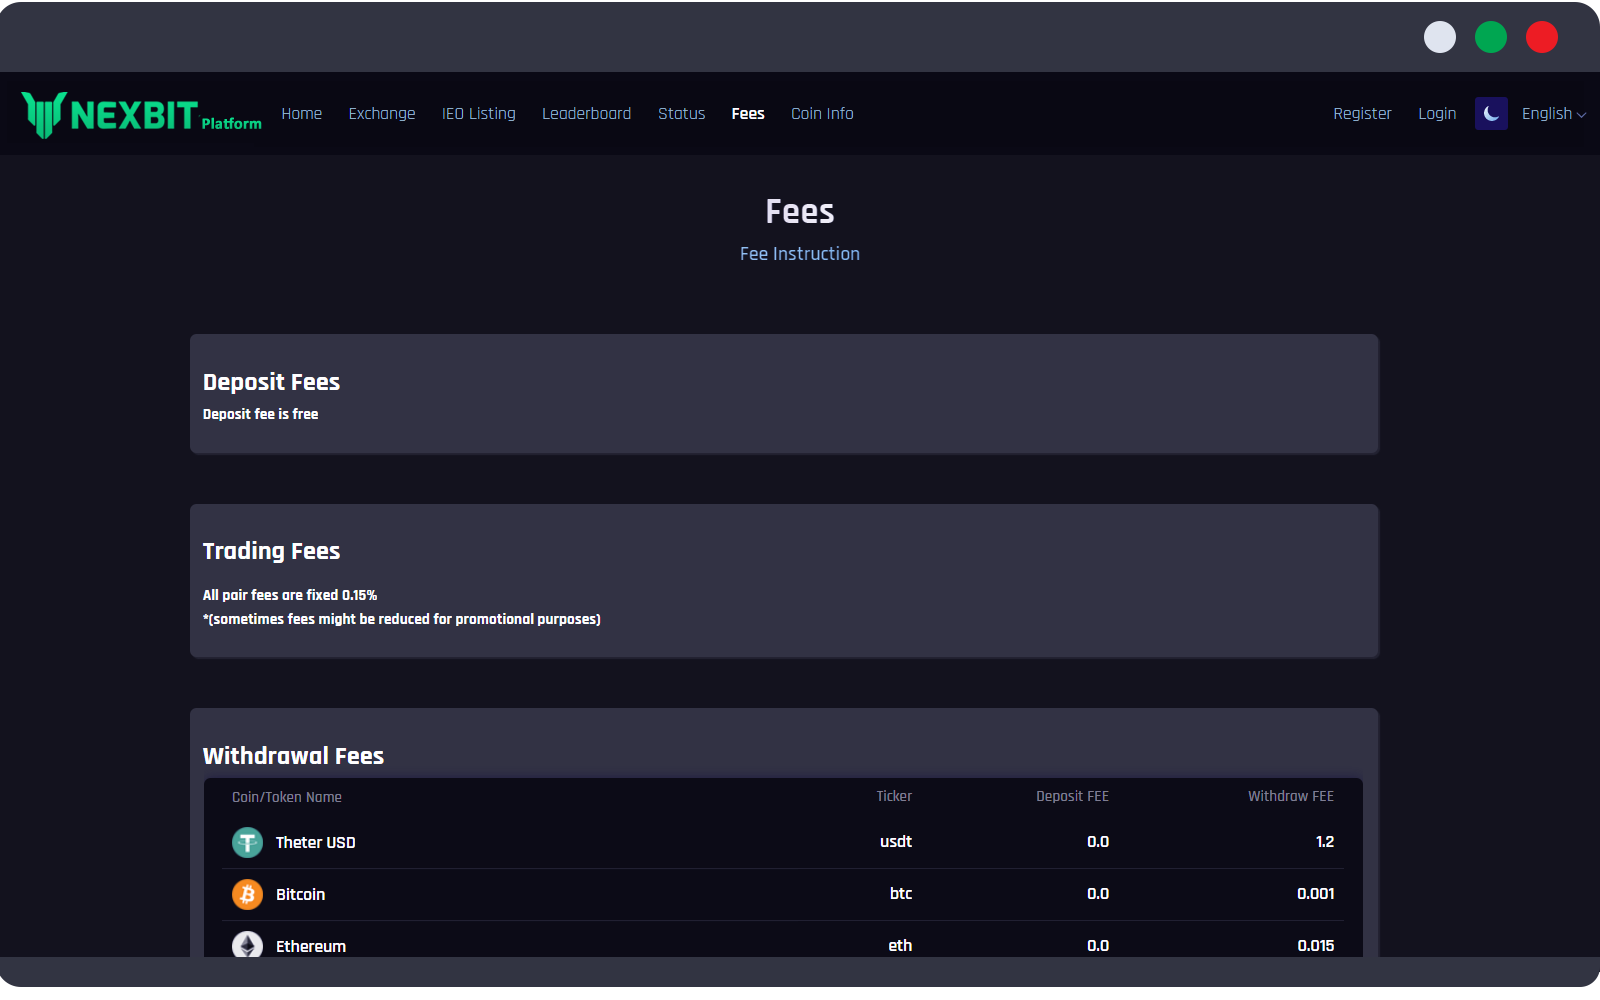 NEXBIT Platform Home Exchange IEO Listing Leaderboard Status Fees Coin Info Register Login English
Fees
Fee Instruction
Deposit Fees
Deposit fee is free
Trading Fees
All pair fees are fixed 0.15%
*(sometimes fees might be reduced for promotional purposes)
Withdrawal Fees
Coin/Token Name Ticker Deposit FEE Withdraw FEE
Theter USD usdt 0.0 1.2
Bitcoin btc 0.0 0.001
Ethereum eth 0.0 0.015